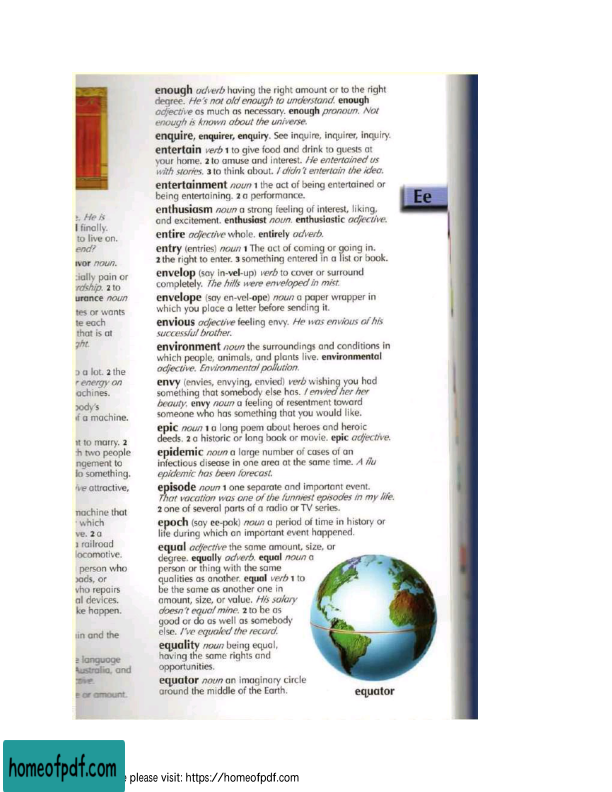 enough adverb having the right amount or to the right
degree. He's not old enough to understand. enough
adjective as much as necessary. enough pronoun. Not
enough is known about the universe.
enquire, enquirer, enquiry. See inquire, inquirer, inquiry.
entertain verb 1 to give food and drink to guests at
your home. 2 to amuse and interest. He entertained us
with stories. 3 to think about. I didn't entertain the idea.
entertainment noun 1 the act of being entertained or
being entertaining. 2 a performance.
enthusiasm noun a strong feeling of interest, liking,
and excitement. enthusiast noun. enthusiastic adjective.
entire adjective whole. entirely adverb.
entry (entries) noun 1 The act of coming or going in.
2 the right to enter. 3 something entered in a list or book.
envelop (say in-vel-up) verb to cover or surround
completely. The hills were enveloped in mist.
envelope (say en-vel-ope) noun a paper wrapper in
which you place a letter before sending it.
envious adjective feeling envy. He was envious of his
successful brother.
environment noun the surroundings and conditions in
which people, animals, and plants live. environmental
adjective. Environmental pollution.
envy (envies, envying, envied) verb wishing you had
something that somebody else has. I envied her her
beauty. envy noun a feeling of resentment toward
someone who has something that you would like.
epic noun 1 a long poem about heroes and heroic
deeds. 2 a historic or long book or movie. epic adjective.
epidemic noun a large number of cases of an
infectious disease in one area at the same time. A flu
epidemic has been forecast.
episode noun 1 one separate and important event.
That vacation was one of the funniest episodes in my life.
2 one of several parts of a radio or TV series.
epoch (say ee-pok) noun a period of time in history or
life during which an important event happened.
equal adjective the same amount, size, or
degree. equally adverb. equal noun a
person or thing with the same
qualities as another. equal verb 1 to
be the same as another one in
amount, size, or value. His salary
doesn't equal mine. 2 to be as
good or do as well as somebody
else. I've equaled the record.
equality noun being equal,
having the same rights and
opportunities.
equator noun an imaginary circle
around the middle of the Earth.
equator
Ee
He is
finally.
to live on.
end?
noun.
pain or
2 to
noun
or wants
each
that is at
a lot. 2 the
energy on
a machine.
to marry. 2
two people
to
something.
attractive,
that
which
2 a
railroad
locomotive.
person who
or
who repairs
devices.
happen.
and the
language
Australia, and
or amount.
homeofpdf.com
please visit: https://homeofpdf.com